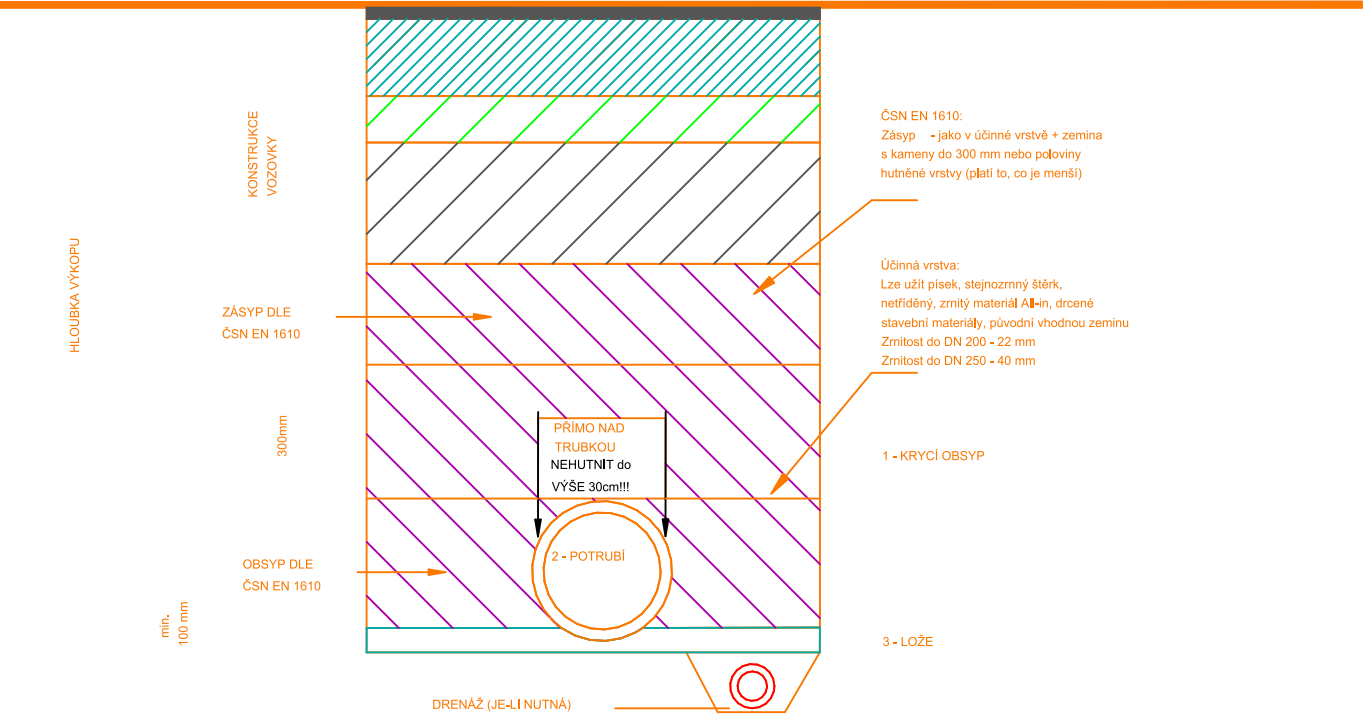 KONSTRUKCE
VOZOVKY
ČSN EN 1610:
Zásyp - jako v účinné vrstvě + zemina
s kameny do 300 mm nebo poloviny
hutněné vrstvy (platí to, co je menší)
HLOUBKA VÝKOPU
ZÁSYP DLE
ČSN EN 1610
Účinná vrstva:
Lze užít písek, stejnozrnný štěrk,
netříděný, zrnitý materiál All-in, drcené
stavební materiály, původní vhodnou zeminu
Zrnitost do DN 200 - 22 mm
Zrnitost do DN 250 - 40 mm
300mm
PŘÍMO NAD
TRUBKOU
NEHUTNIT do
VÝŠE 30cm!!!
1 - KRYCÍ OBSYP
2 - POTRUBÍ
OBSYP DLE
ČSN EN 1610
min.
100 mm
3 - LOŽE
DRENÁŽ (JE-LI NUTNÁ)